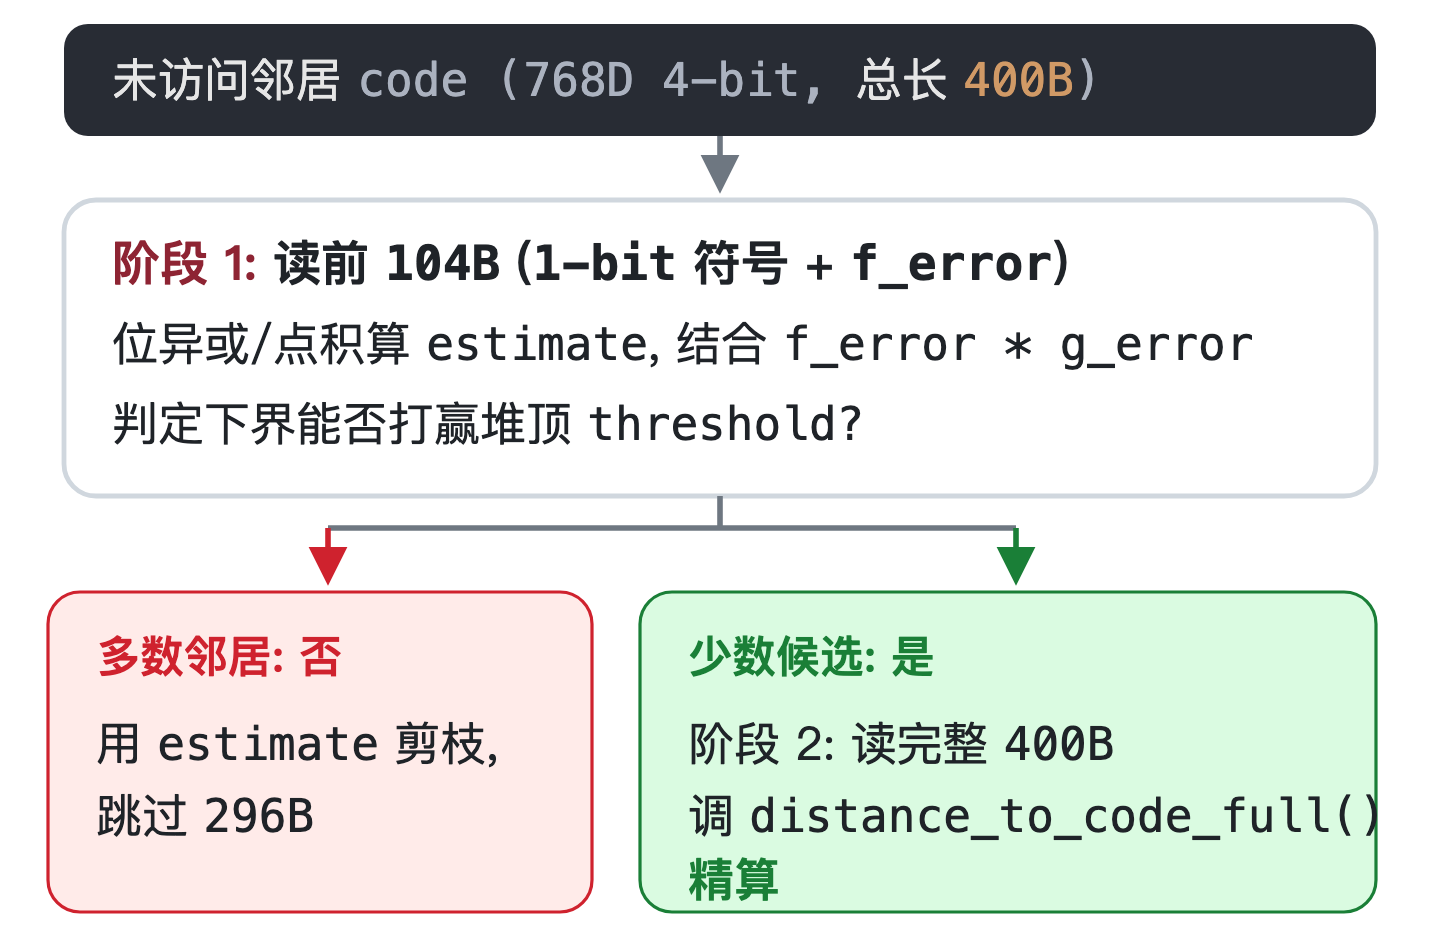 未访问邻居 code (768D 4-bit, 总长 400B)
阶段 1: 读前 104B (1-bit 符号 + f_error)
位异或/点积算 estimate, 结合 f_error * g_error
判定下界能否打赢堆顶 threshold?
多数邻居: 否
用 estimate 剪枝,
跳过 296B
少数候选: 是
阶段 2: 读完整 400B
调 distance_to_code_full()
精算